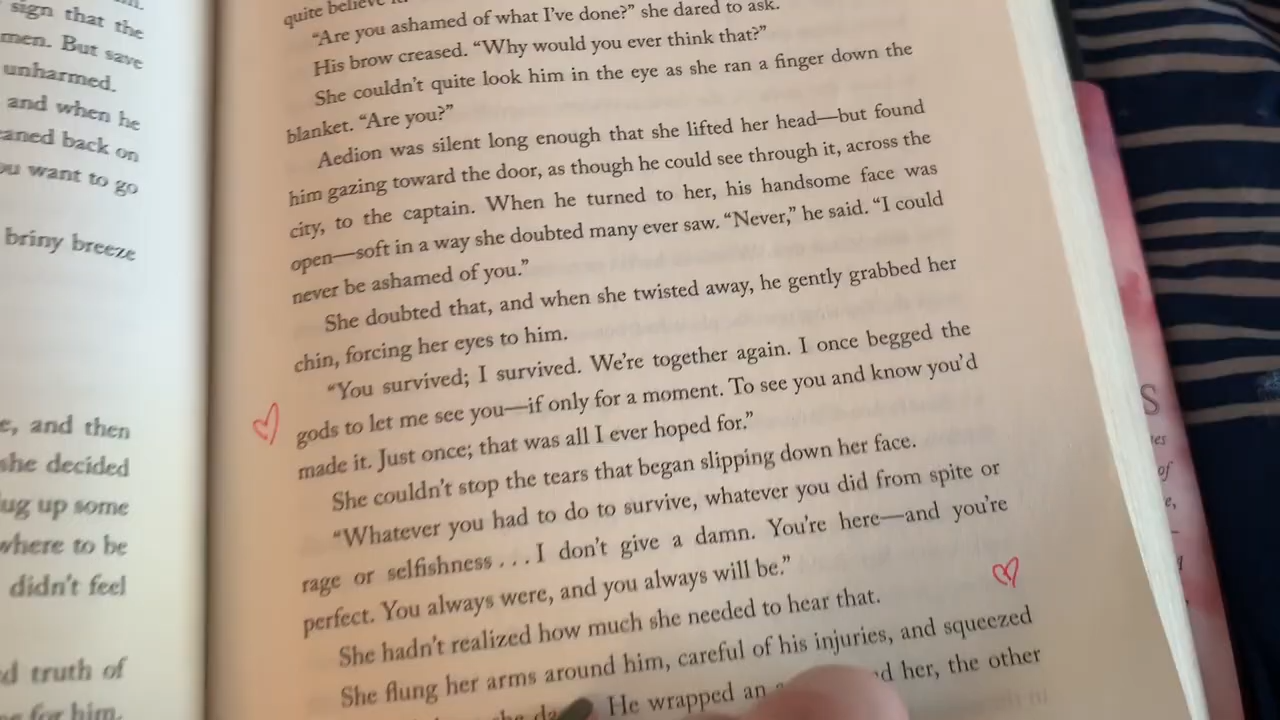 sign that the
men. But save
unharmed.
and when he
back on
want to go
briny breeze
and then
she decided
up some
where to be
didn't feel
truth of
for him.
quite believe
“Are you ashamed of what I've done?” she dared to ask.
His brow creased. “Why would you ever think that?”
She couldn't quite look him in the eye as she ran a finger down the
blanket. “Are you?”
Aedion was silent long enough that she lifted her head—but found
him gazing toward the door, as though he could see through it, across the
city, to the captain. When he turned to her, his handsome face was
open—soft in a way she doubted many ever saw. “Never,” he said. “I could
never be ashamed of you.”
She doubted that, and when she twisted away, he gently grabbed her
chin, forcing her eyes to him.
“You survived; I survived. We're together again. I once begged the
gods to let me see you—if only for a moment. To see you and know you'd
made it. Just once; that was all I ever hoped for.”
She couldn't stop the tears that began slipping down her face.
“Whatever you had to do to survive, whatever you did from spite or
rage or selfishness . . . I don't give a damn. You're here—and you're
perfect. You always were, and you always will be.”
She hadn't realized how much she needed to hear that.
She flung her arms around him, careful of his injuries, and squeezed
He wrapped an her, the other
S
of